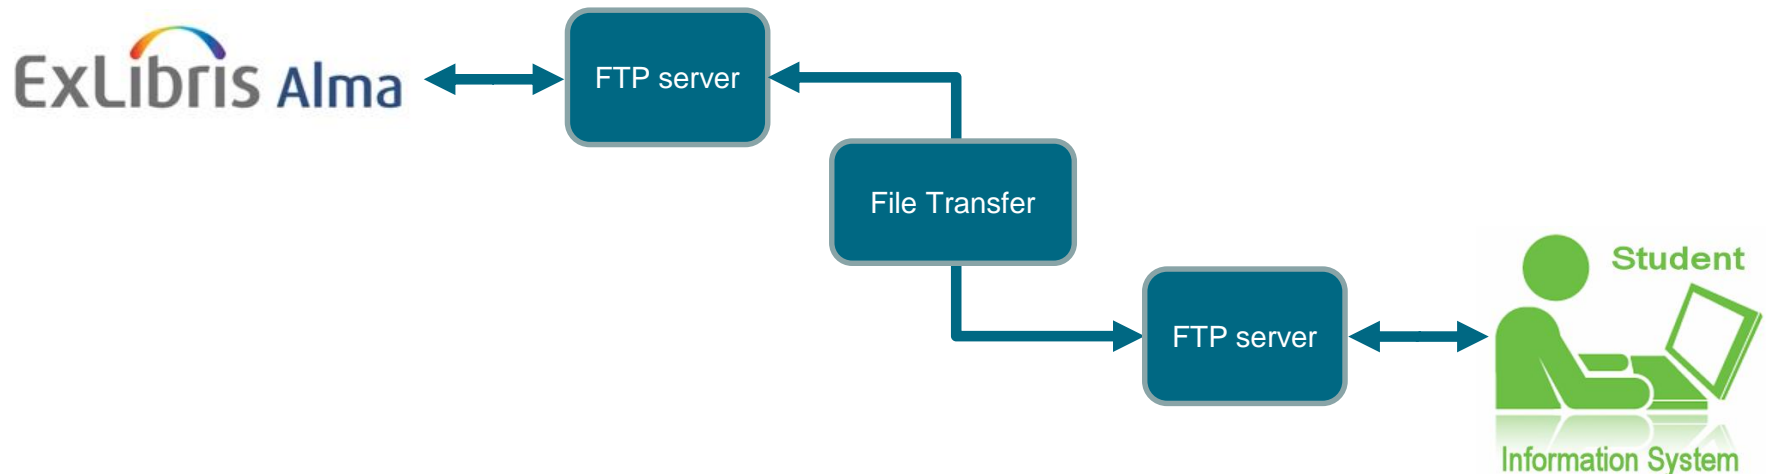 ExLibris Alma
FTP server
File Transfer
FTP server
Student
Information System